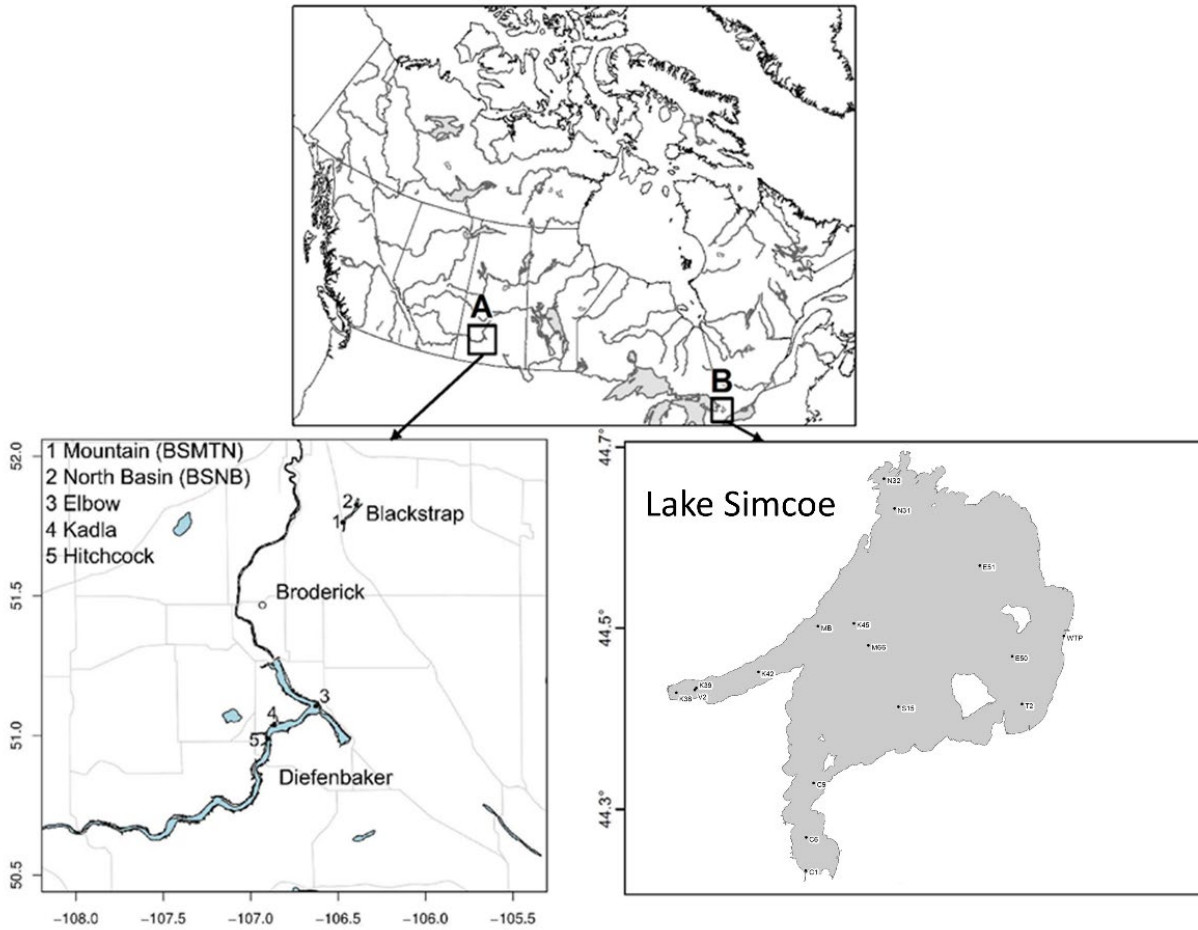 A
B
1 Mountain (BSMTN)
2 North Basin (BSNB)
3 Elbow
4 Kadla
5 Hitchcock
2
1
Blackstrap
Broderick
3
4
5
Diefenbaker
52.0
51.5
51.0
50.5
−108.0
−107.5
−107.0
−106.5
−106.0
−105.5
Lake Simcoe
44.7°
44.5°
44.3°
N32
N31
E51
MB
K45
WTP
M66
E50
K42
K39
K38
V2
S15
T2
C9
C6
C1